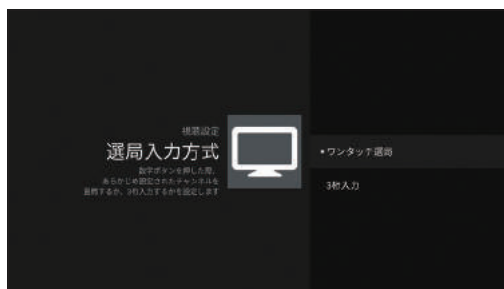 視聴設定
選局入力方式
数字ボタンを押した際、
あらかじめ設定されたチャンネルを
選局するか、3桁入力するかを設定します
•ワンタッチ選局
3桁入力